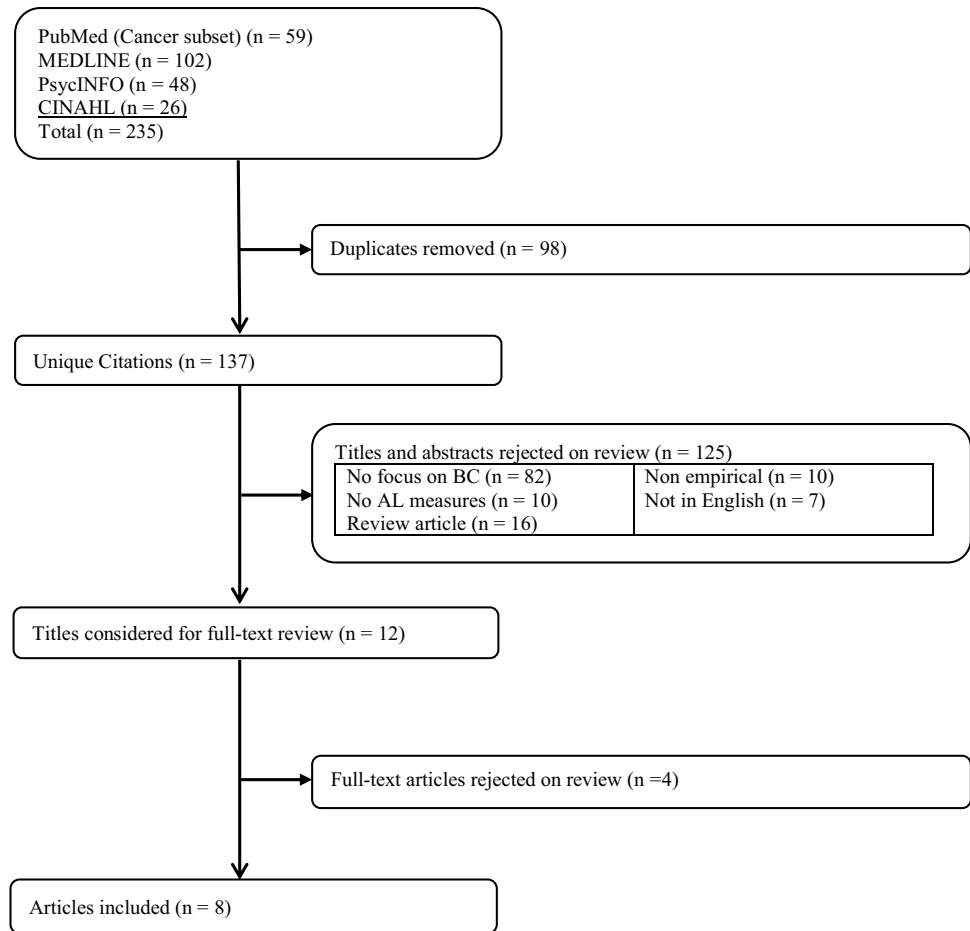 PubMed (Cancer subset) (n = 59)
MEDLINE (n = 102)
PsycINFO (n = 48)
CINAHL (n = 26)
Total (n = 235)
Duplicates removed (n = 98)
Unique Citations (n = 137)
Titles and abstracts rejected on review (n = 125)
No focus on BC (n = 82)
No AL measures (n = 10)
Review article (n = 16)
Non empirical (n = 10)
Not in English (n = 7)
Titles considered for full-text review (n = 12)
Full-text articles rejected on review (n =4)
Articles included (n = 8)